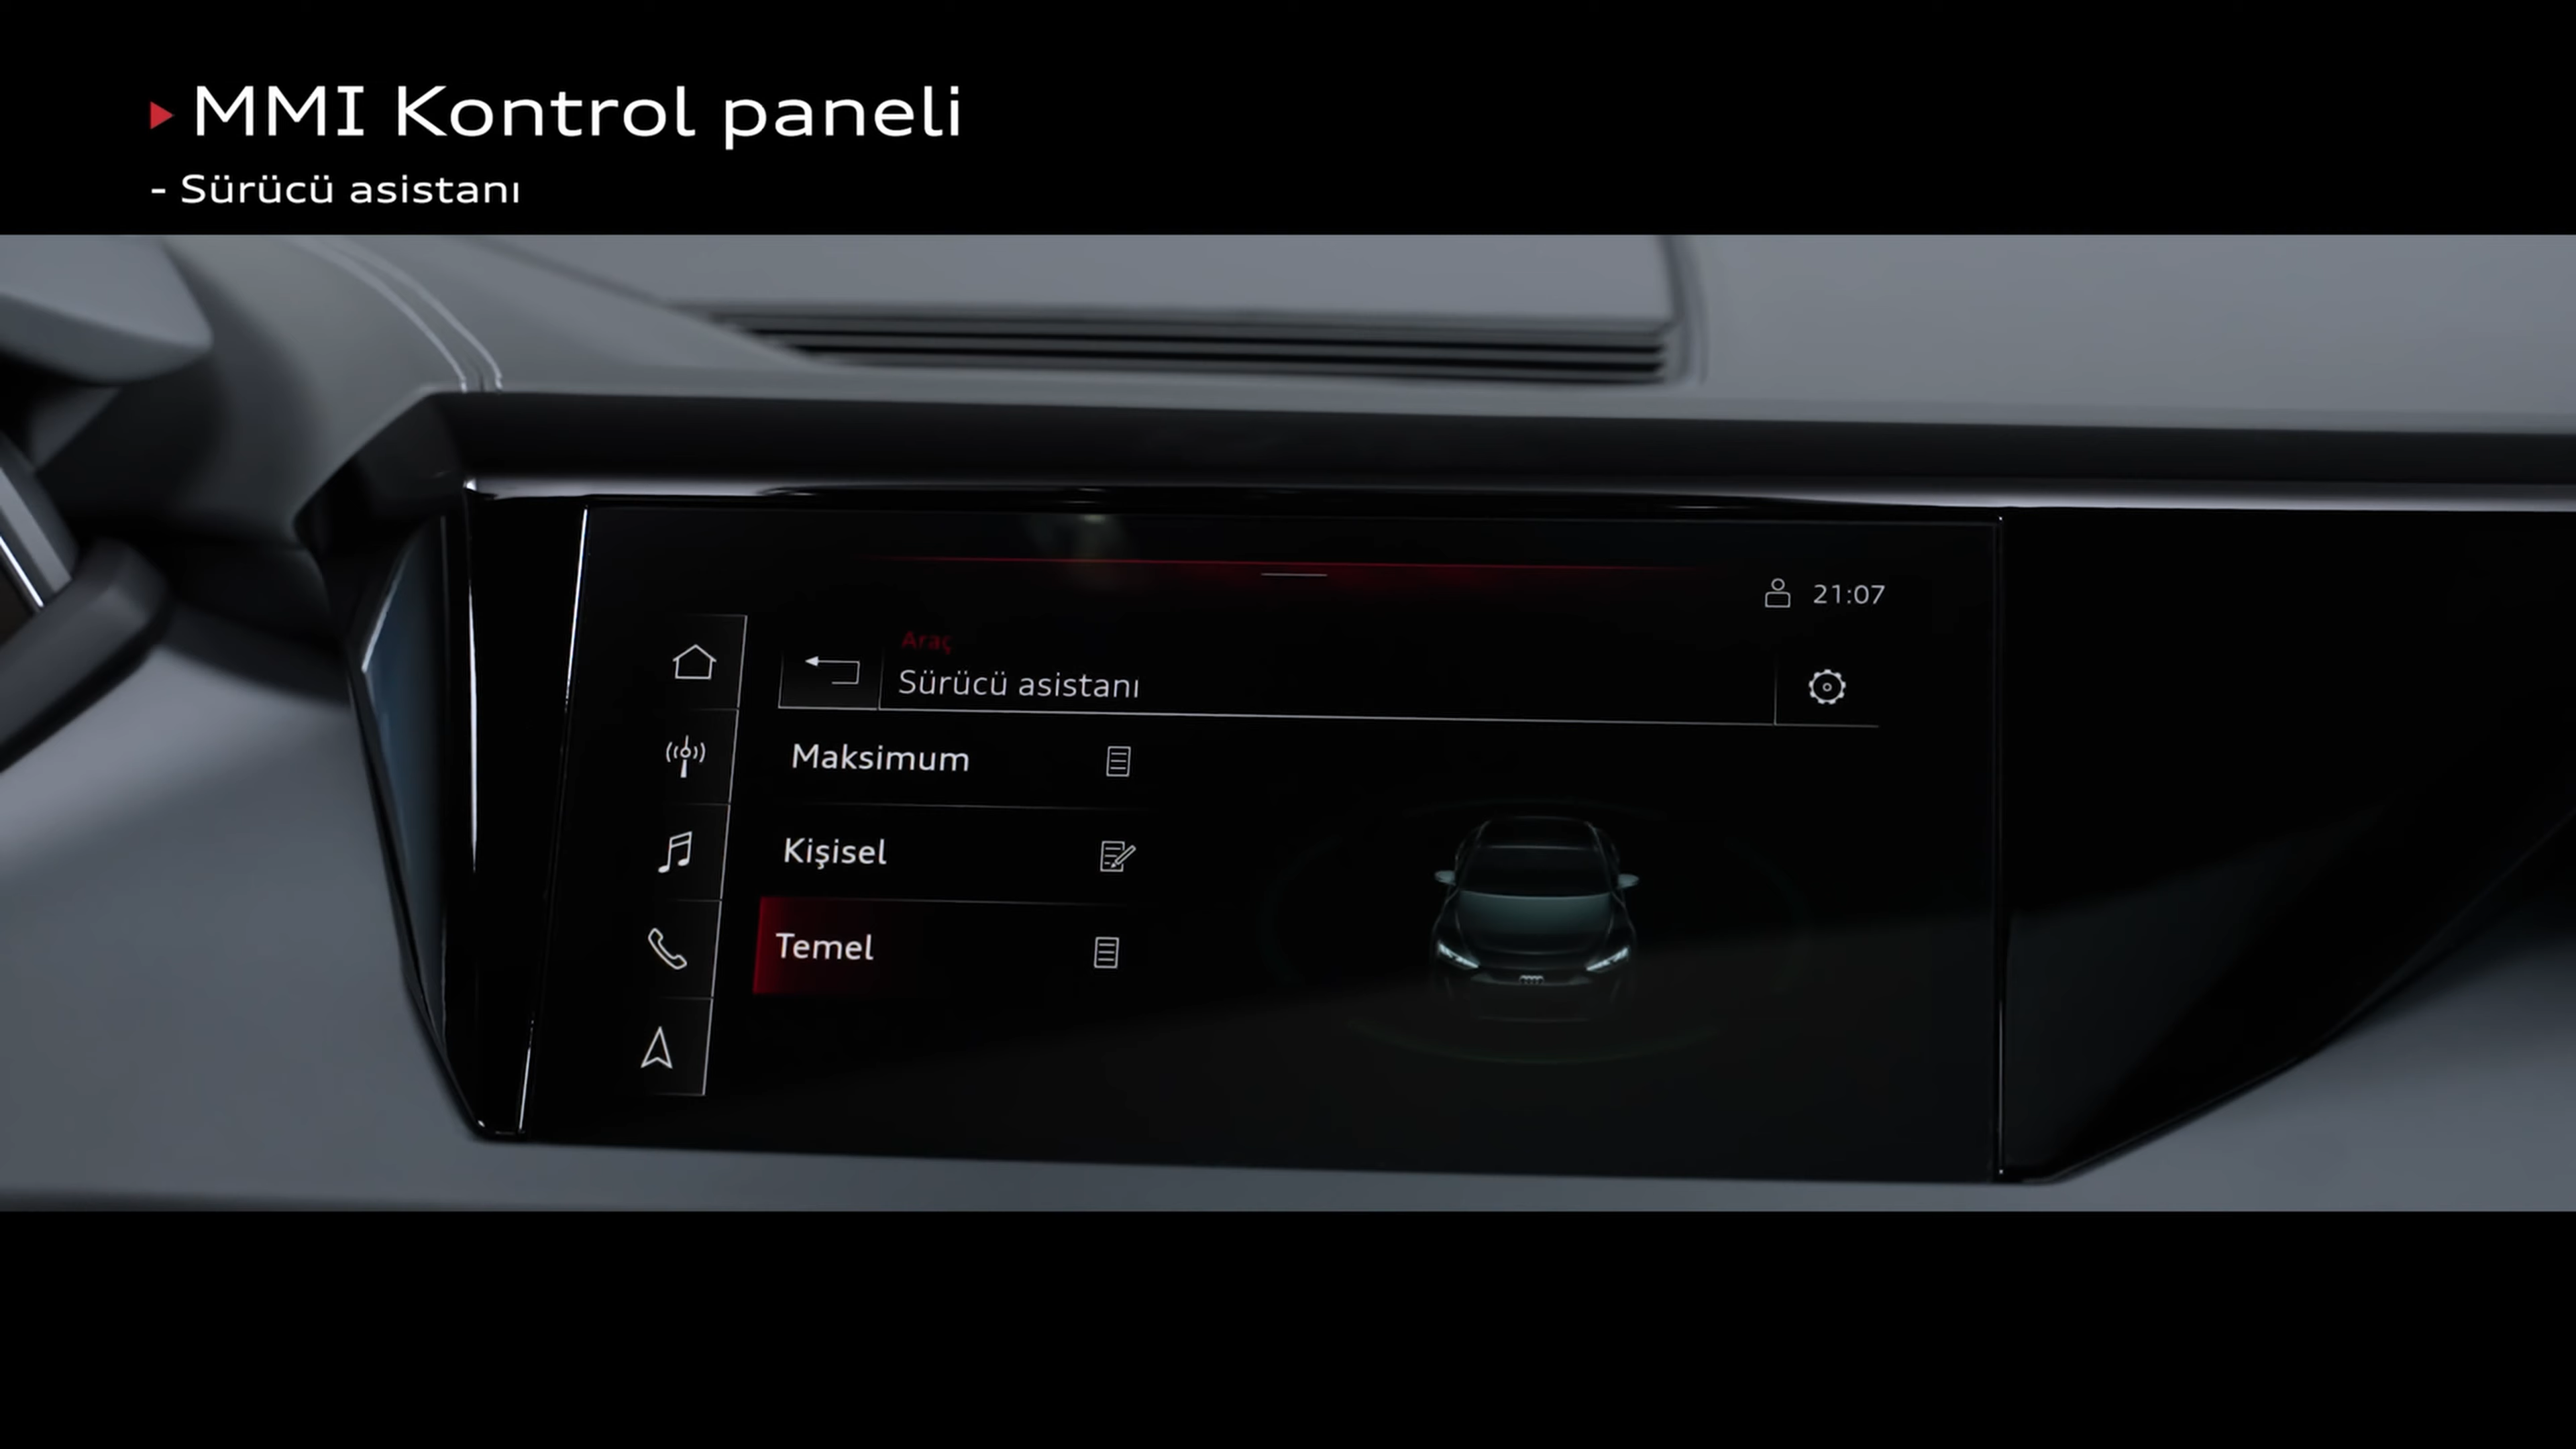 MMI Kontrol paneli
- Sürücü asistanı
21:07
Araç
Sürücü asistanı
Maksimum
Kişisel
Temel